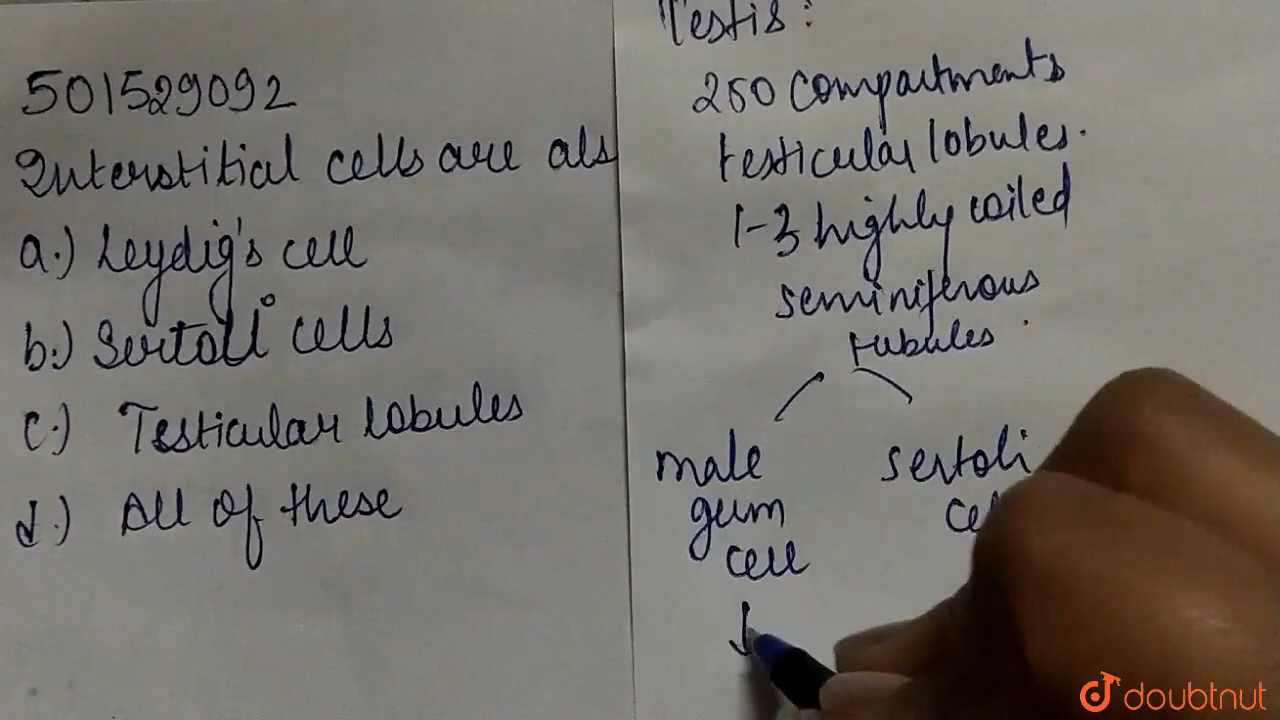 501529092
Interstitial cells are als
a.) Leydig's cell
b.) Sertoli cells
c.) Testicular lobules
d.) All of these
Testis:
250 compartments
testicular lobules.
1-3 highly coiled
seminiferous
tubules.
male
germ
cell
sertoli
ce
doubtnut